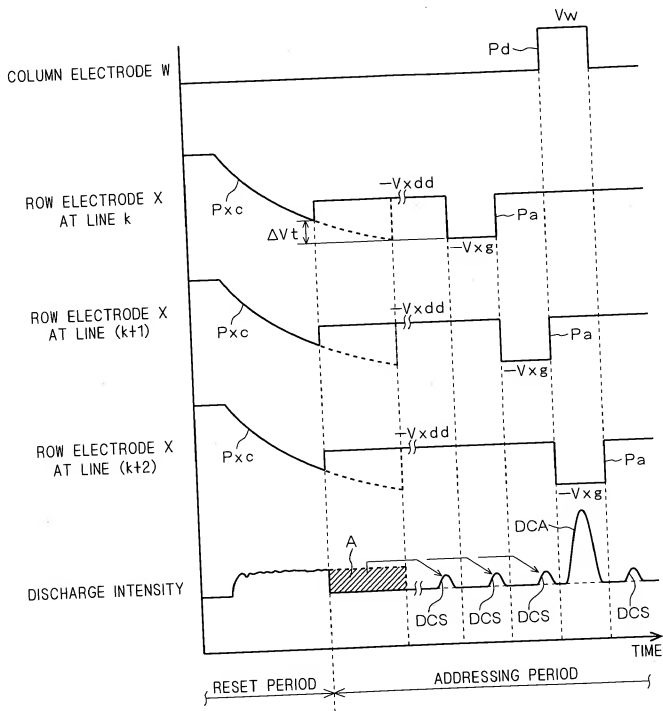 Vw
Pd
COLUMN ELECTRODE W
-Vxdd
ROW ELECTRODE X
AT LINE k
Pxc
Pa
ΔVt
-Vxg
-Vxdd
ROW ELECTRODE X
AT LINE (k+1)
Pxc
Pa
-Vxg
-Vxdd
ROW ELECTRODE X
AT LINE (k+2)
Pxc
Pa
-Vxg
DCA
A
DISCHARGE INTENSITY
DCS
DCS
DCS
DCS
TIME
RESET PERIOD
ADDRESSING PERIOD